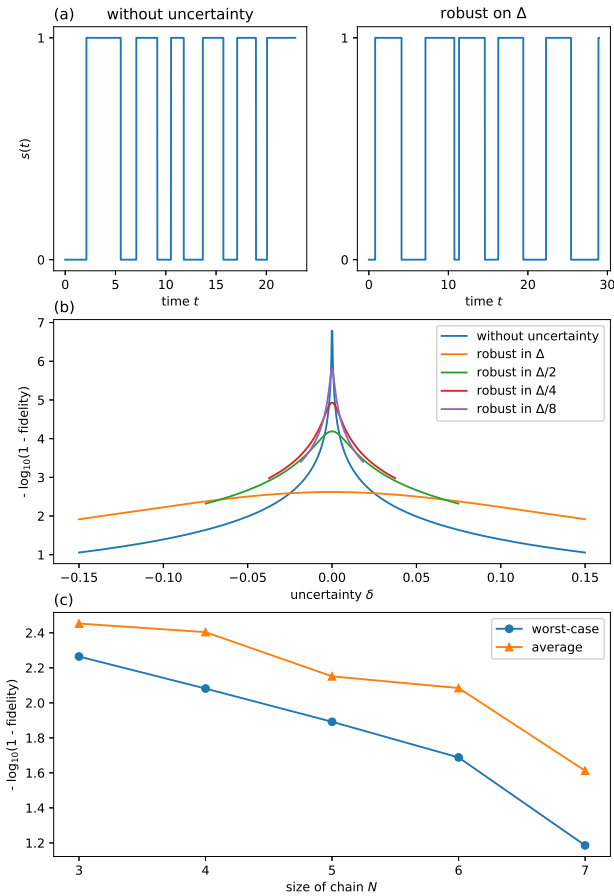 (a)
without uncertainty
robust on Δ
1
0
s(t)
0 5 10 15 20
time t
1
0
0 10 20 30
time t
(b)
7
6
5
4
3
2
1
- log10(1 - fidelity)
without uncertainty
robust in Δ
robust in Δ/2
robust in Δ/4
robust in Δ/8
−0.15 −0.10 −0.05 0.00 0.05 0.10 0.15
uncertainty δ
(c)
2.4
2.2
2.0
1.8
1.6
1.4
1.2
- log10(1 - fidelity)
worst-case
average
3 4 5 6 7
size of chain N